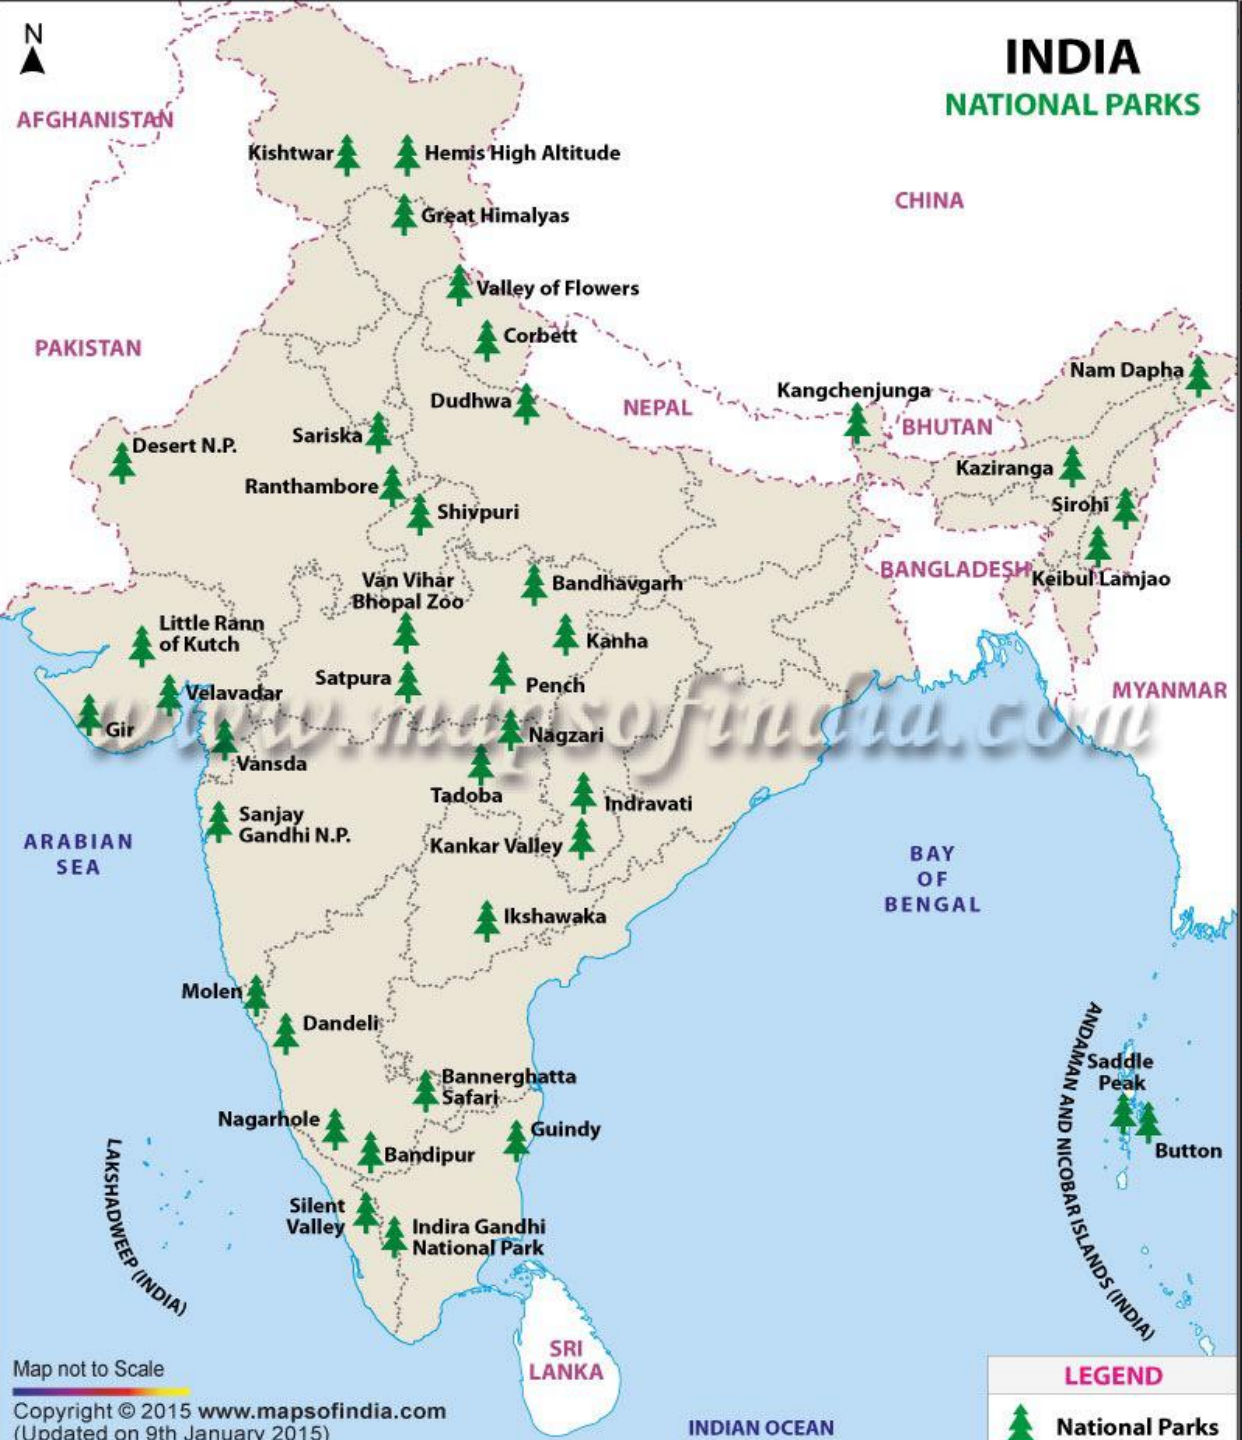 N
INDIA
NATIONAL PARKS
AFGHANISTAN
Kishtwar
Hemis High Altitude
CHINA
Great Himalyas
Valley of Flowers
Corbett
PAKISTAN
Nam Dapha
Kangchenjunga
Dudhwa
NEPAL
BHUTAN
Sariska
Desert N.P.
Kaziranga
Ranthambore
Shivpuri
Sirohi
BANGLADESH
Keibul Lamjao
Van Vihar
Bhopal Zoo
Bandhavgarh
Little Rann
of Kutch
Kanha
Satpura
Pench
Velavadar
MYANMAR
www.mapsofindia.com
Gir
Nagzari
Vansda
Tadoba
Indravati
Sanjay
Gandhi N.P.
Kankar Valley
ARABIAN
SEA
BAY
OF
BENGAL
Ikshawaka
Molen
Dandeli
ANDAMAN AND NICOBAR ISLANDS (INDIA)
Saddle
Peak
Bannerghatta
Safari
Nagarhole
Guindy
Button
Bandipur
LAKSHADWEEP (INDIA)
Silent
Valley
Indira Gandhi
National Park
SRI
LANKA
Map not to Scale
LEGEND
Copyright © 2015 www.mapsofindia.com
(Updated on 9th January 2015)
INDIAN OCEAN
National Parks